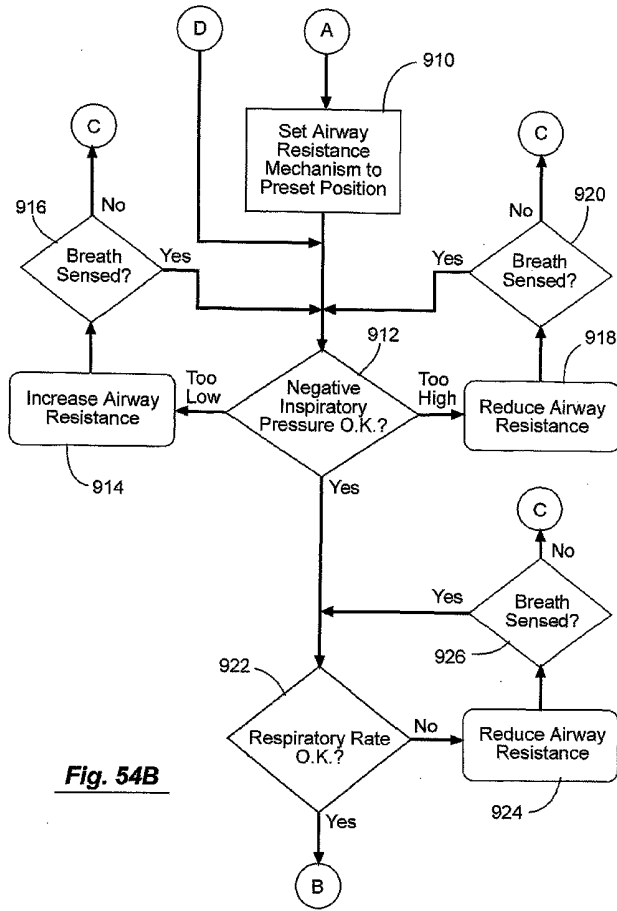 D
A
910
Set Airway
Resistance
Mechanism to
Preset Position
C
916
No
Breath
Sensed?
Yes
C
920
No
Breath
Sensed?
Yes
912
918
Increase Airway
Resistance
914
Too
Low
Negative
Inspiratory
Pressure O.K.?
Too
High
Reduce Airway
Resistance
Yes
C
No
Yes
Breath
Sensed?
926
922
Respiratory Rate
O.K.?
No
Reduce Airway
Resistance
924
Fig. 54B
Yes
B